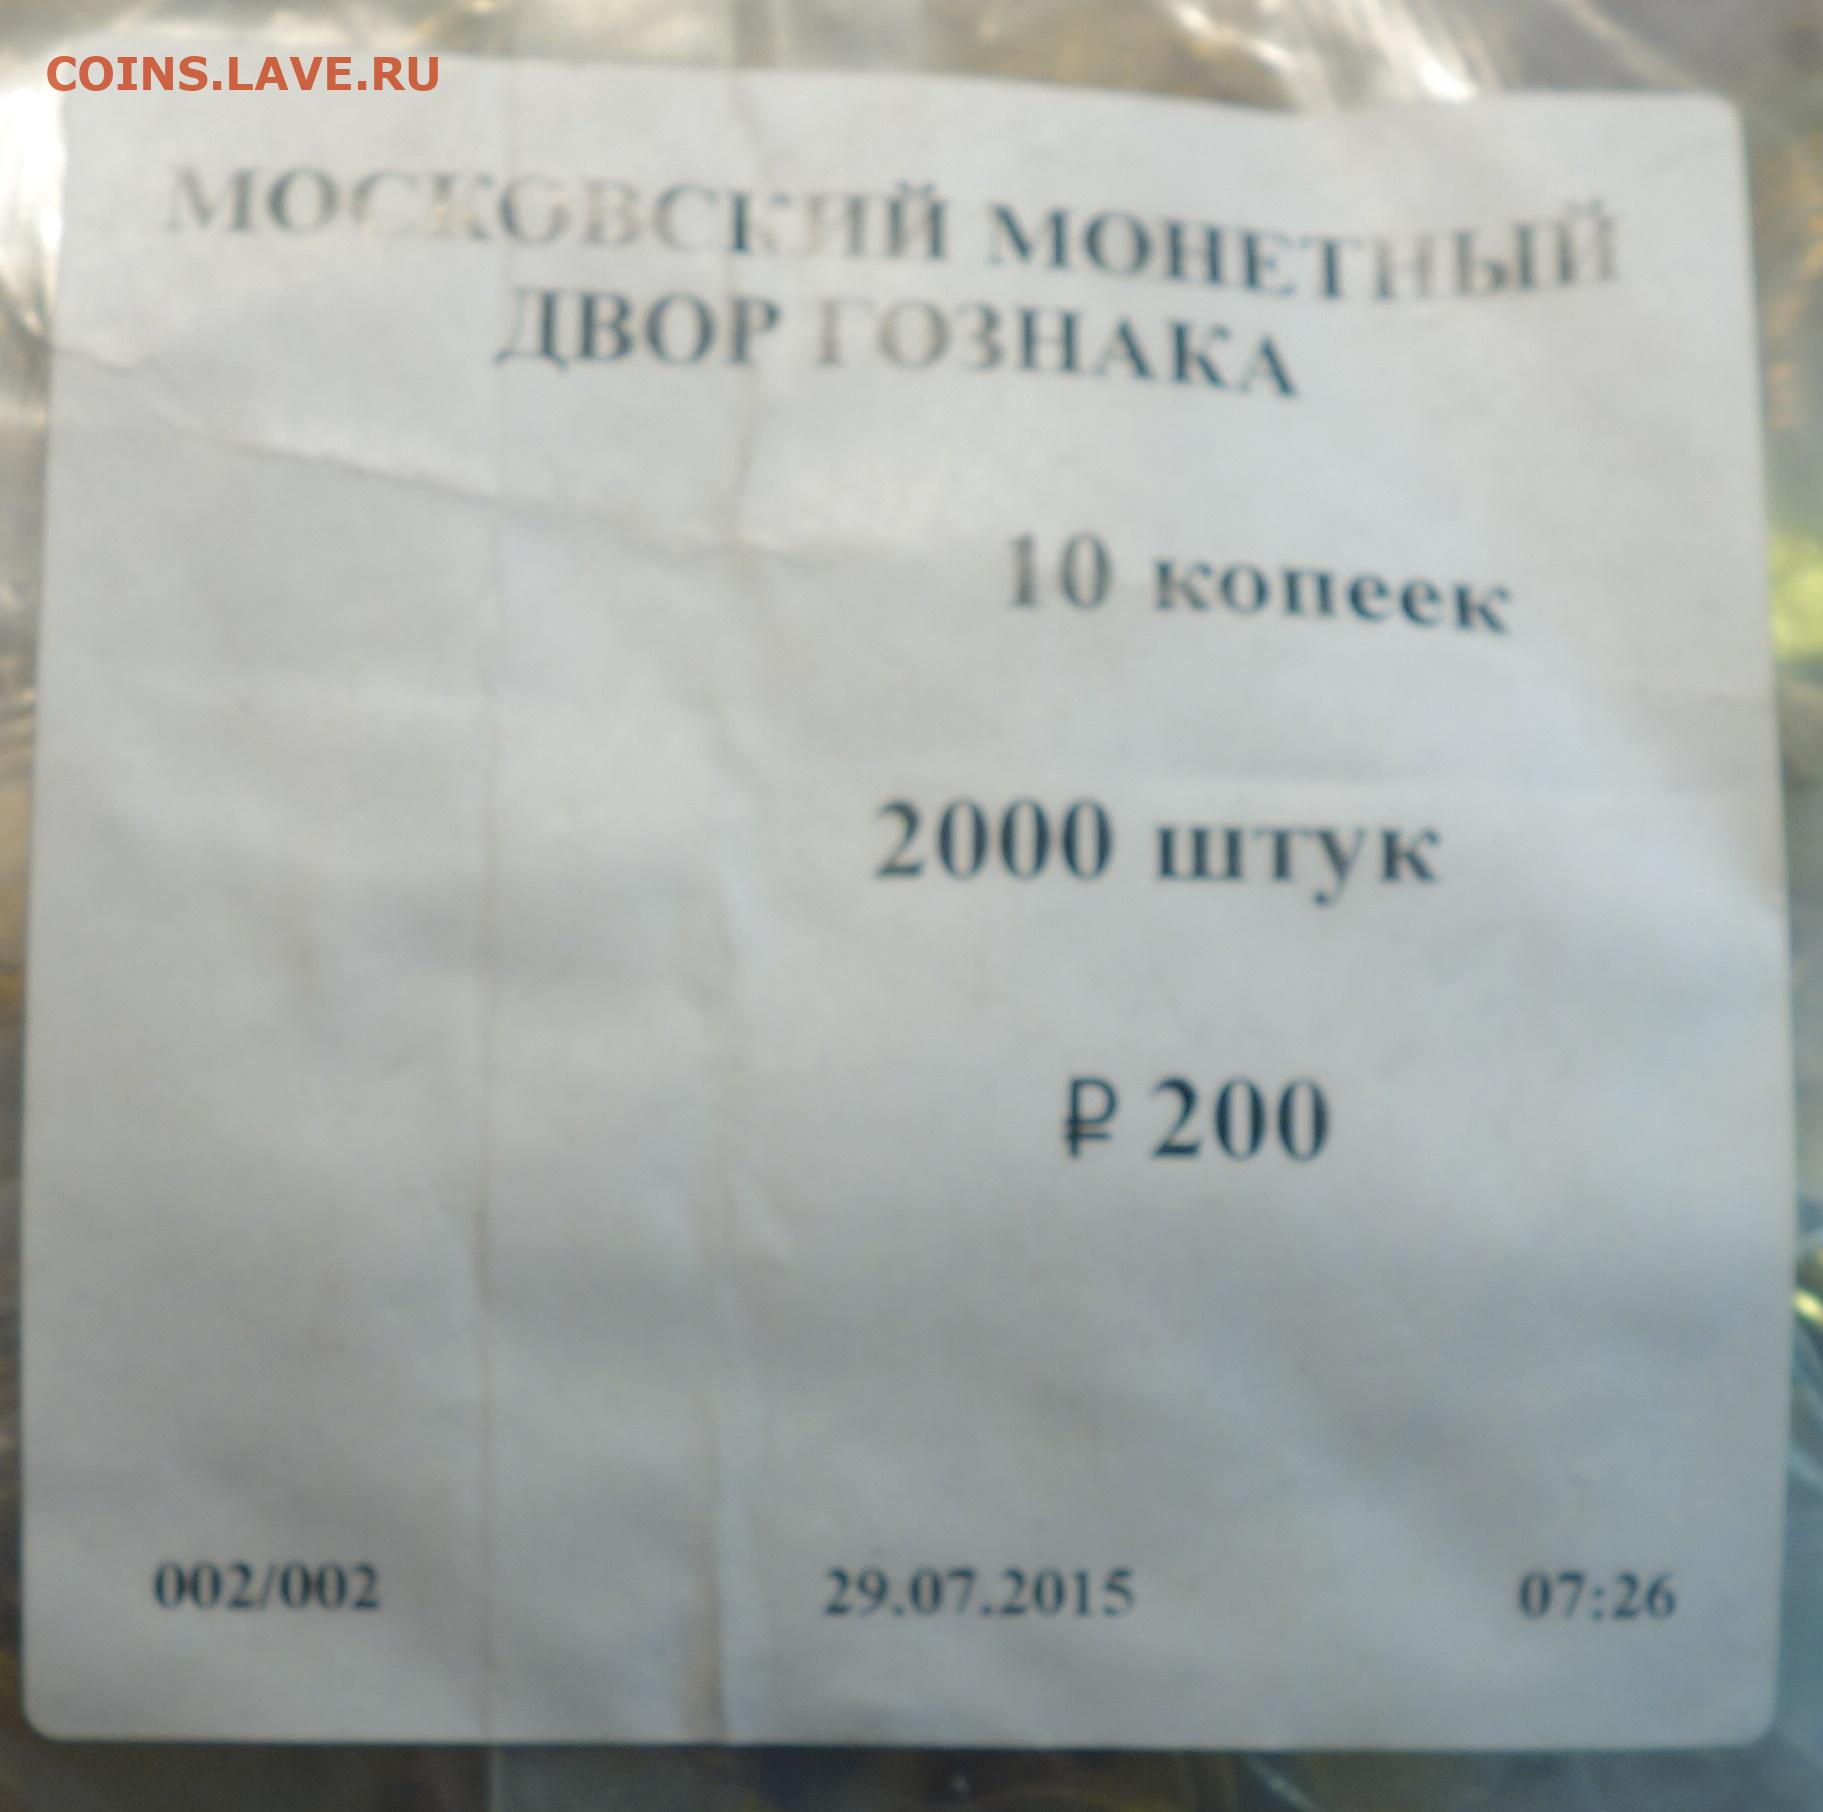 COINS.LAVE.RU
МОСКОВСКИЙ МОНЕТНЫЙ
ДВОР ГОЗНАКА
10 копеек
2000 штук
₽ 200
002/002 29.07.2015 07:26